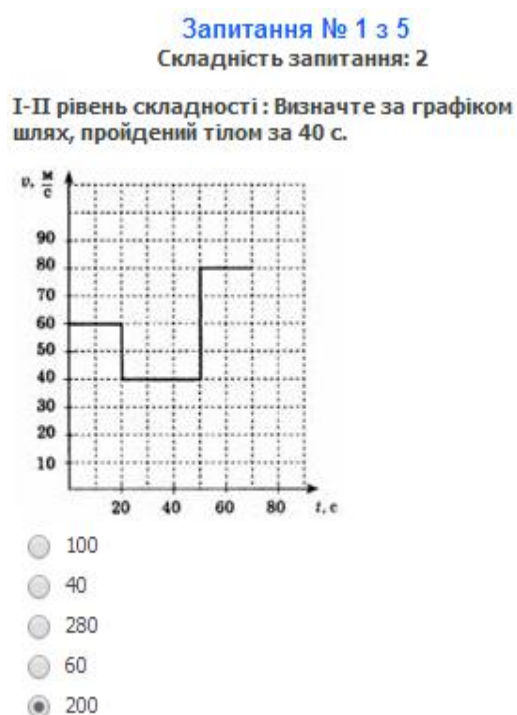 Запитання № 1 з 5
Складність запитання: 2
I-II рівень складності : Визначте за графіком
шлях, пройдений тілом за 40 с.
υ, м/с
90
80
70
60
50
40
30
20
10
20 40 60 80 t, с
100
40
280
60
200